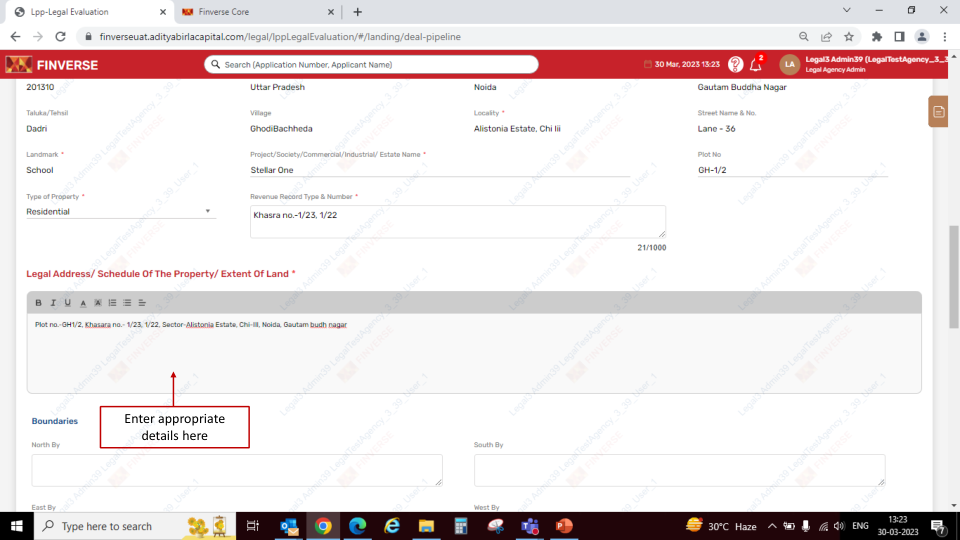 Lpp-Legal Evaluation
Finverse Core
finverseuat.adityabirlacapital.com/legal/lppLegalEvaluation/#/landing/deal-pipeline
FINVERSE
Search (Application Number, Applicant Name)
30 Mar, 2023 13:23
2
LA
Legal3 Admin39 (LegalTestAgency_3_3
Legal Agency Admin
201310
Uttar Pradesh
Noida
Gautam Buddha Nagar
Taluka/Tehsil
Village
Locality *
Street Name & No.
Dadri
GhodiBachheda
Alistonia Estate, Chi Iii
Lane - 36
Landmark *
Project/Society/Commercial/Industrial/ Estate Name *
Plot No
School
Stellar One
GH-1/2
Type of Property *
Revenue Record Type & Number *
Residential
Khasra no.-1/23, 1/22
21/1000
Legal Address/ Schedule Of The Property/ Extent Of Land *
B I U A A
Plot no.-GH1/2, Khasara no.- 1/23, 1/22, Sector-Alistonia Estate, Chi-III, Noida, Gautam budh nagar
Enter appropriate
details here
Boundaries
North By
South By
East By
West By
Type here to search
30°C Haze
ENG
13:23
30-03-2023
7